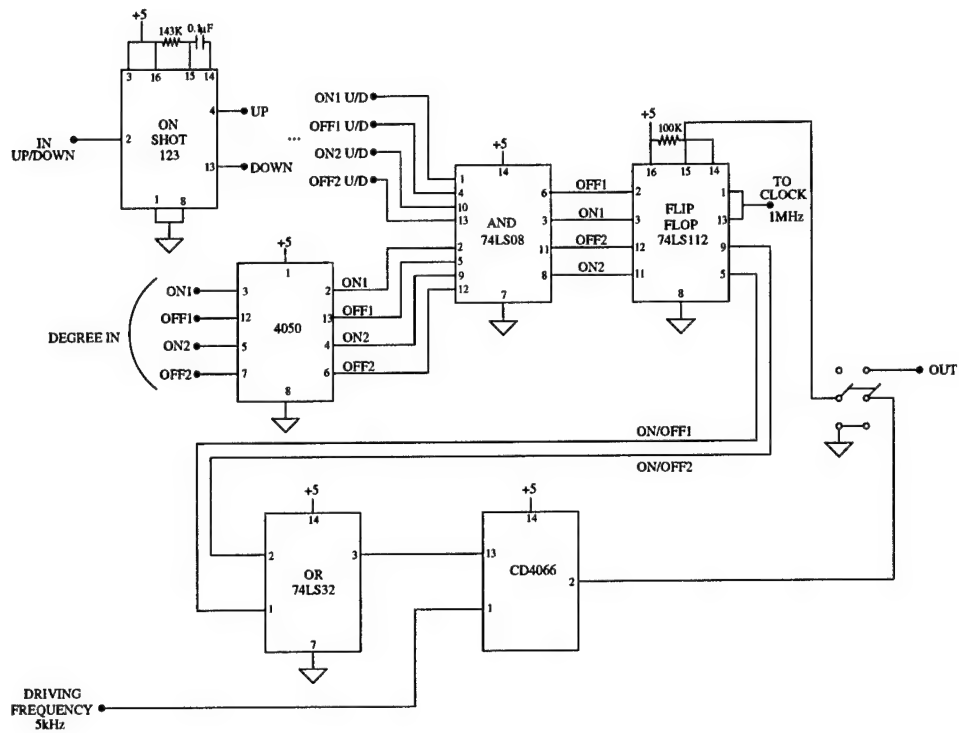 +5
143K
0.1µF
3
16
15
14
IN
UP/DOWN
2
ON
SHOT
123
4
UP
13
DOWN
1
8
...
ON1 U/D
OFF1 U/D
ON2 U/D
OFF2 U/D
+5
14
1
4
10
13
2
5
9
12
AND
74LS08
6
3
11
8
7
OFF1
ON1
OFF2
ON2
+5
100K
16
15
14
2
3
12
11
FLIP
FLOP
74LS112
1
13
9
5
8
TO
CLOCK
1MHz
+5
1
DEGREE IN
ON1
OFF1
ON2
OFF2
3
12
5
7
4050
2
13
4
6
8
ON1
OFF1
ON2
OFF2
OUT
ON/OFF1
ON/OFF2
+5
14
2
1
OR
74LS32
3
7
+5
14
13
1
CD4066
2
DRIVING
FREQUENCY
5kHz